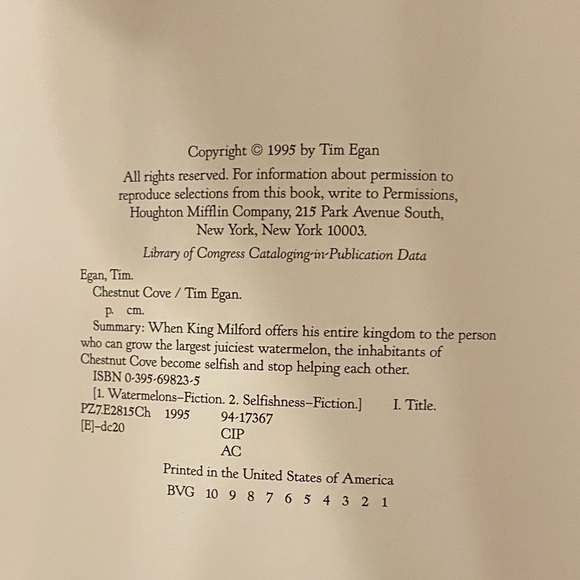 Copyright © 1995 by Tim Egan
All rights reserved. For information about permission to
reproduce selections from this book, write to Permissions,
Houghton Mifflin Company, 215 Park Avenue South,
New York, New York 10003.
Library of Congress Cataloging-in-Publication Data
Egan, Tim.
Chestnut Cove / Tim Egan.
p. cm.
Summary: When King Milford offers his entire kingdom to the person
who can grow the largest juiciest watermelon, the inhabitants of
Chestnut Cove become selfish and stop helping each other.
ISBN 0-395-69823-5
[1. Watermelons–Fiction. 2. Selfishness–Fiction.] I. Title.
PZ7.E2815Ch 1995 94-17367
[E]–dc20 CIP
AC
Printed in the United States of America
BVG 10 9 8 7 6 5 4 3 2 1